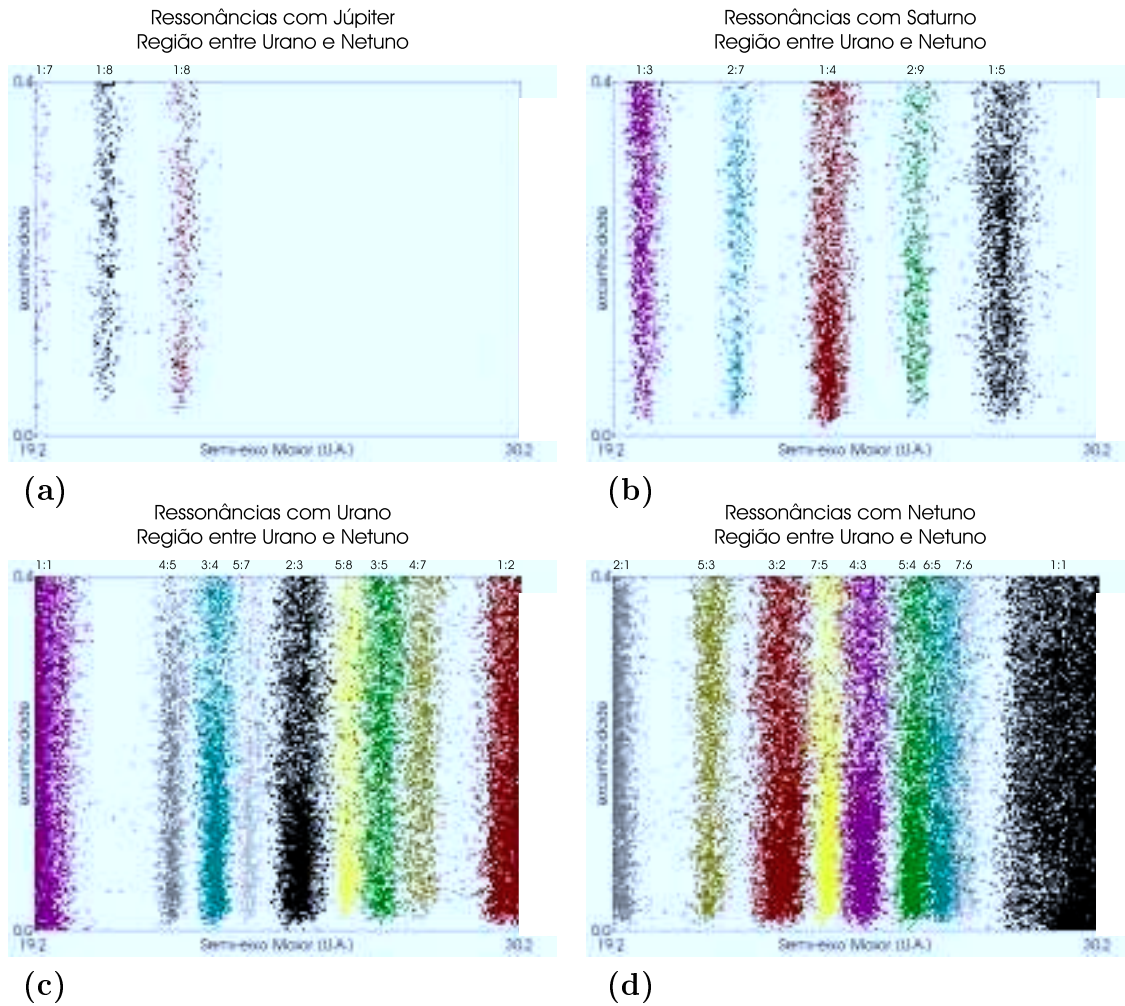 Ressonâncias com Júpiter
Região entre Urano e Netuno
1:7 1:8 1:8
0.4
excentricidade
0.0
19.2 Semi-eixo Maior (U.A.) 30.2
(a)
Ressonâncias com Saturno
Região entre Urano e Netuno
1:3 2:7 1:4 2:9 1:5
0.4
excentricidade
0.0
19.2 Semi-eixo Maior (U.A.) 30.2
(b)
Ressonâncias com Urano
Região entre Urano e Netuno
1:1 4:5 3:4 5:7 2:3 5:8 3:5 4:7 1:2
0.4
excentricidade
0.0
19.2 Semi-eixo Maior (U.A.) 30.2
(c)
Ressonâncias com Netuno
Região entre Urano e Netuno
2:1 5:3 3:2 7:5 4:3 5:4 6:5 7:6 1:1
0.4
excentricidade
0.0
19.2 Semi-eixo Maior (U.A.) 30.2
(d)